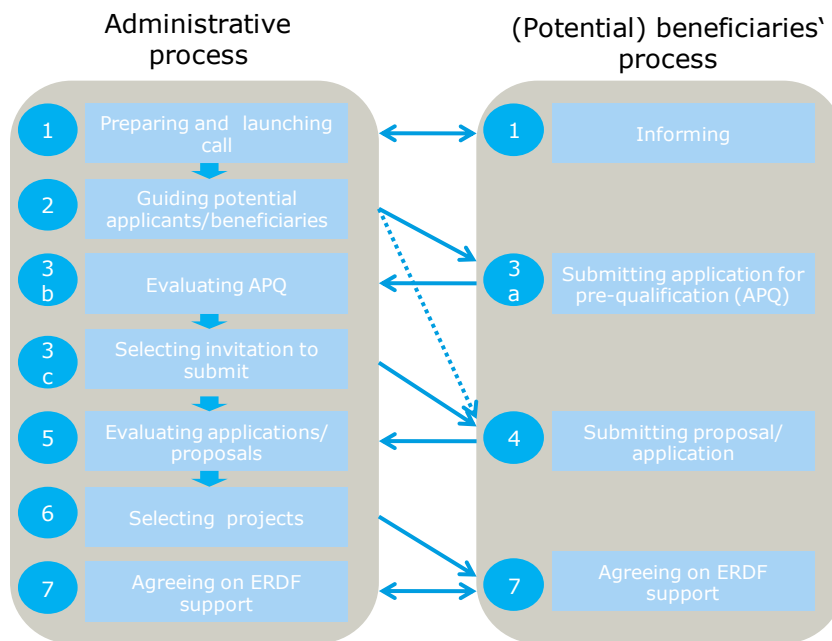 Administrative
process
(Potential) beneficiaries‘
process
1
Preparing and launching
call
2
Guiding potential
applicants/beneficiaries
3
b
Evaluating APQ
3
c
Selecting invitation to
submit
5
Evaluating applications/
proposals
6
Selecting projects
7
Agreeing on ERDF
support
1
Informing
3
a
Submitting application for
pre-qualification (APQ)
4
Submitting proposal/
application
7
Agreeing on ERDF
support